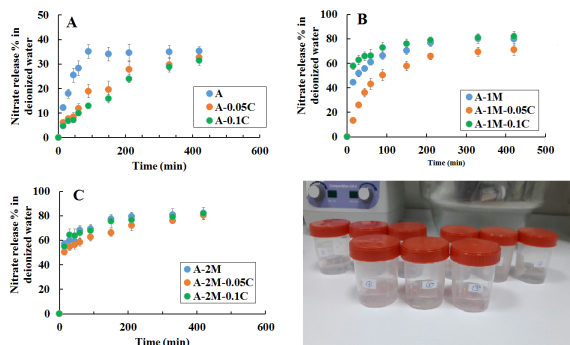 A
Nitrate release % in
deionized water
50
40
30
20
10
0
0
200
400
600
Time (min)
A
A-0.05C
A-0.1C
B
Nitrate release % in
deionized water
100
80
60
40
20
0
0
100
200
300
400
500
Time (min)
A-1M
A-1M-0.05C
A-1M-0.1C
C
Nitrate release % in
deionized water
100
80
60
40
20
0
0
200
400
600
Time (min)
A-2M
A-2M-0.05C
A-2M-0.1C